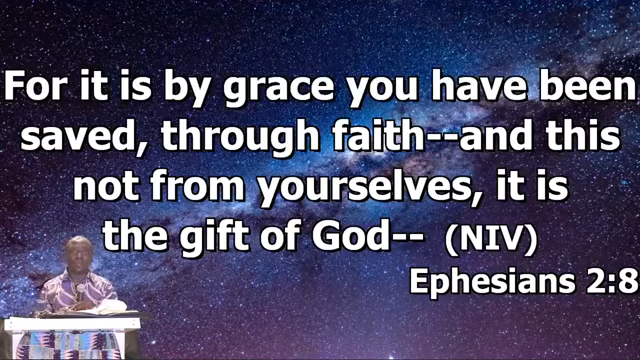 For it is by grace you have been
saved, through faith--and this
not from yourselves, it is
the gift of God-- (NIV)
Ephesians 2:8